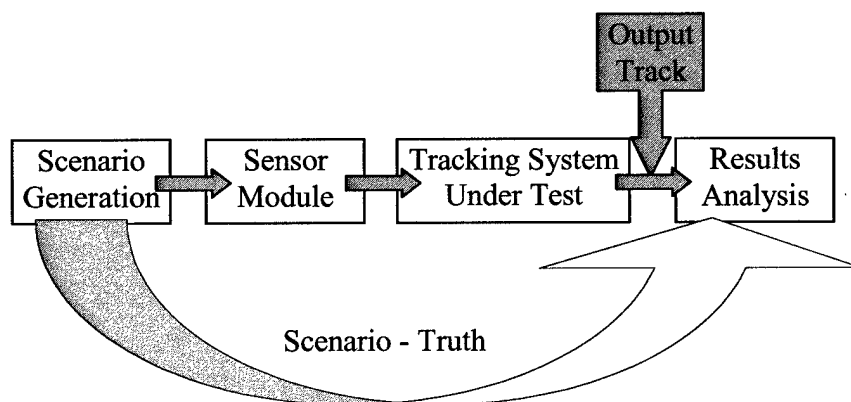 Output
Track
Scenario
Generation
Sensor
Module
Tracking System
Under Test
Results
Analysis
Scenario - Truth